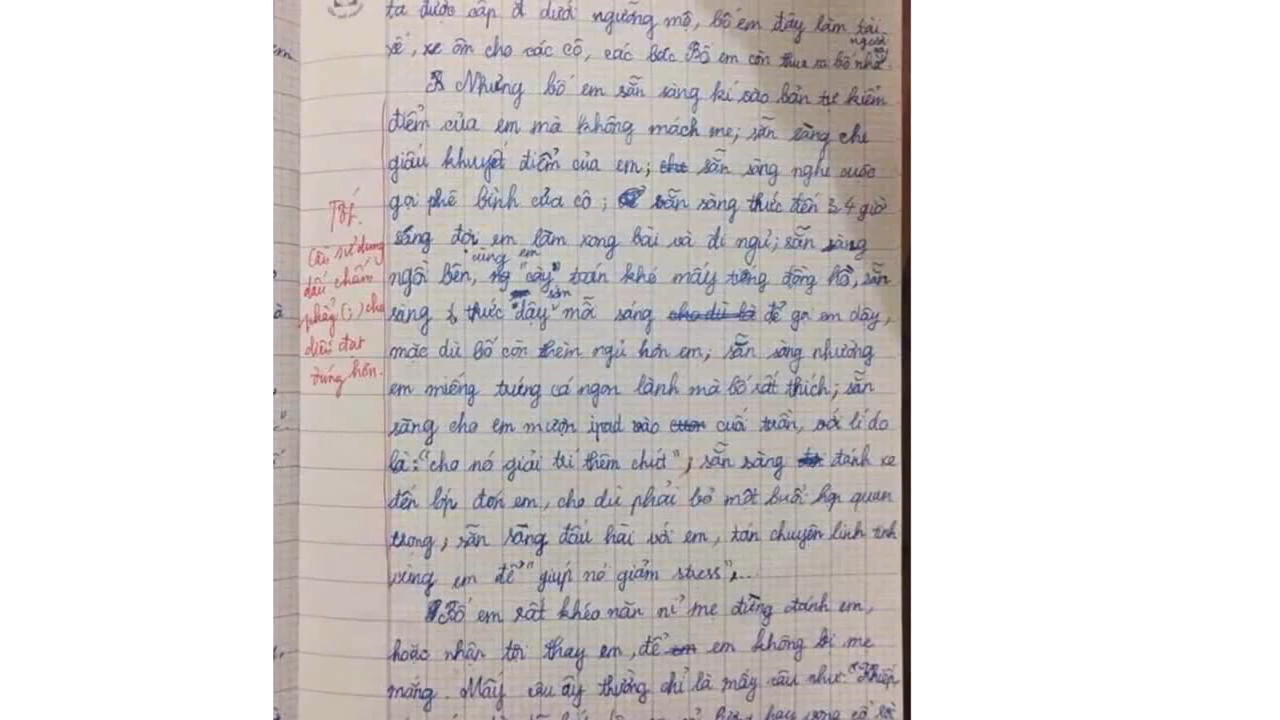 ta được cấp ở dưới ngưỡng mộ, bố em đây làm tài
xế, xe ôm cho các cô, các bác. Bố em còn thua xa bố nhà
người
Nhưng bố em sẵn sàng kí vào bản tự kiểm
điểm của em mà không mách mẹ; sẵn sàng che
giấu khuyết điểm của em; sẵn sàng nghe cuộc
gọi phê bình của cô; sẵn sàng thức đến 3, 4 giờ
sáng đợi em làm xong bài và đi ngủ; sẵn sàng
cùng em
ngồi bên, "cày" toán khó mấy tiếng đồng hồ, sẵn
sớm
sàng thức "dậy" mỗi sáng cho dù là để gọi em dậy,
mặc dù bố còn thèm ngủ hơn em; sẵn sàng nhường
em miếng trứng cá ngon lành mà bố rất thích; sẵn
sàng cho em mượn ipad vào cuối tuần, với lí do
là: "cho nó giải trí thêm chút"; sẵn sàng đánh xe
đến lớp đón em, cho dù phải bỏ một buổi họp quan
trọng; sẵn sàng đấu hài với em, tán chuyện linh tinh
cùng em để "giúp nó giảm stress",...
Bố em rất khéo năn nỉ mẹ đừng đánh em,
hoặc nhận tội thay em, để em không bị mẹ
mắng. Mấy câu ấy thường chỉ là mấy câu như: "Thiếp
Tốt.
Câu sử dụng
dấu chấm
phẩy (;) cho
diễn đạt
đúng hơn.